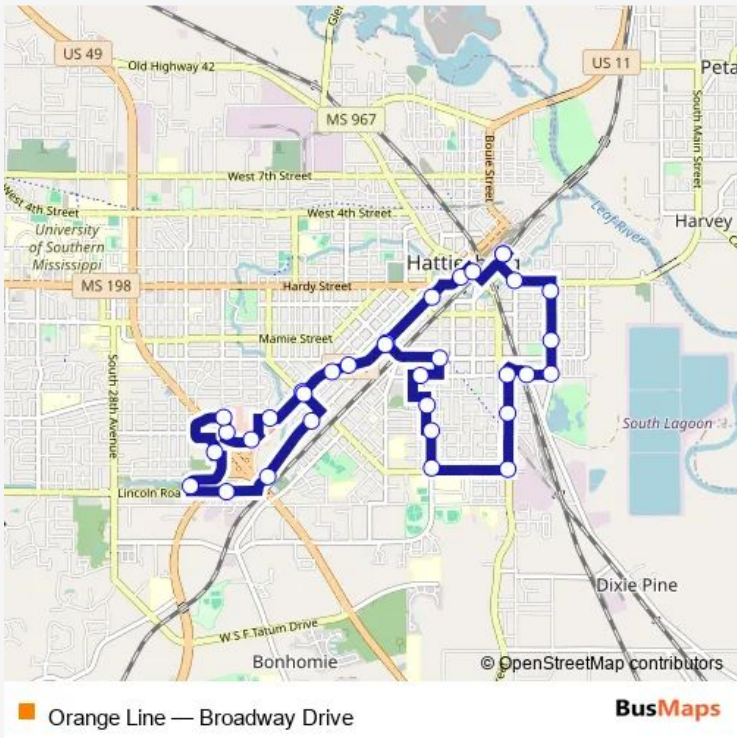 US 49
Old Highway 42
US 11
MS 967
Bouie Street
South Main Street
West 7th Street
West 4th Street
West 4th Street
University
of Southern
Mississippi
Leaf River
Harvey
MS 198
Hardy Street
Mamie Street
South 28th Avenue
South Lagoon
Lincoln Roa
Dixie Pine
W S F Tatum Drive
Bonhomie
© OpenStreetMap contributors
Orange Line — Broadway Drive
BusMaps